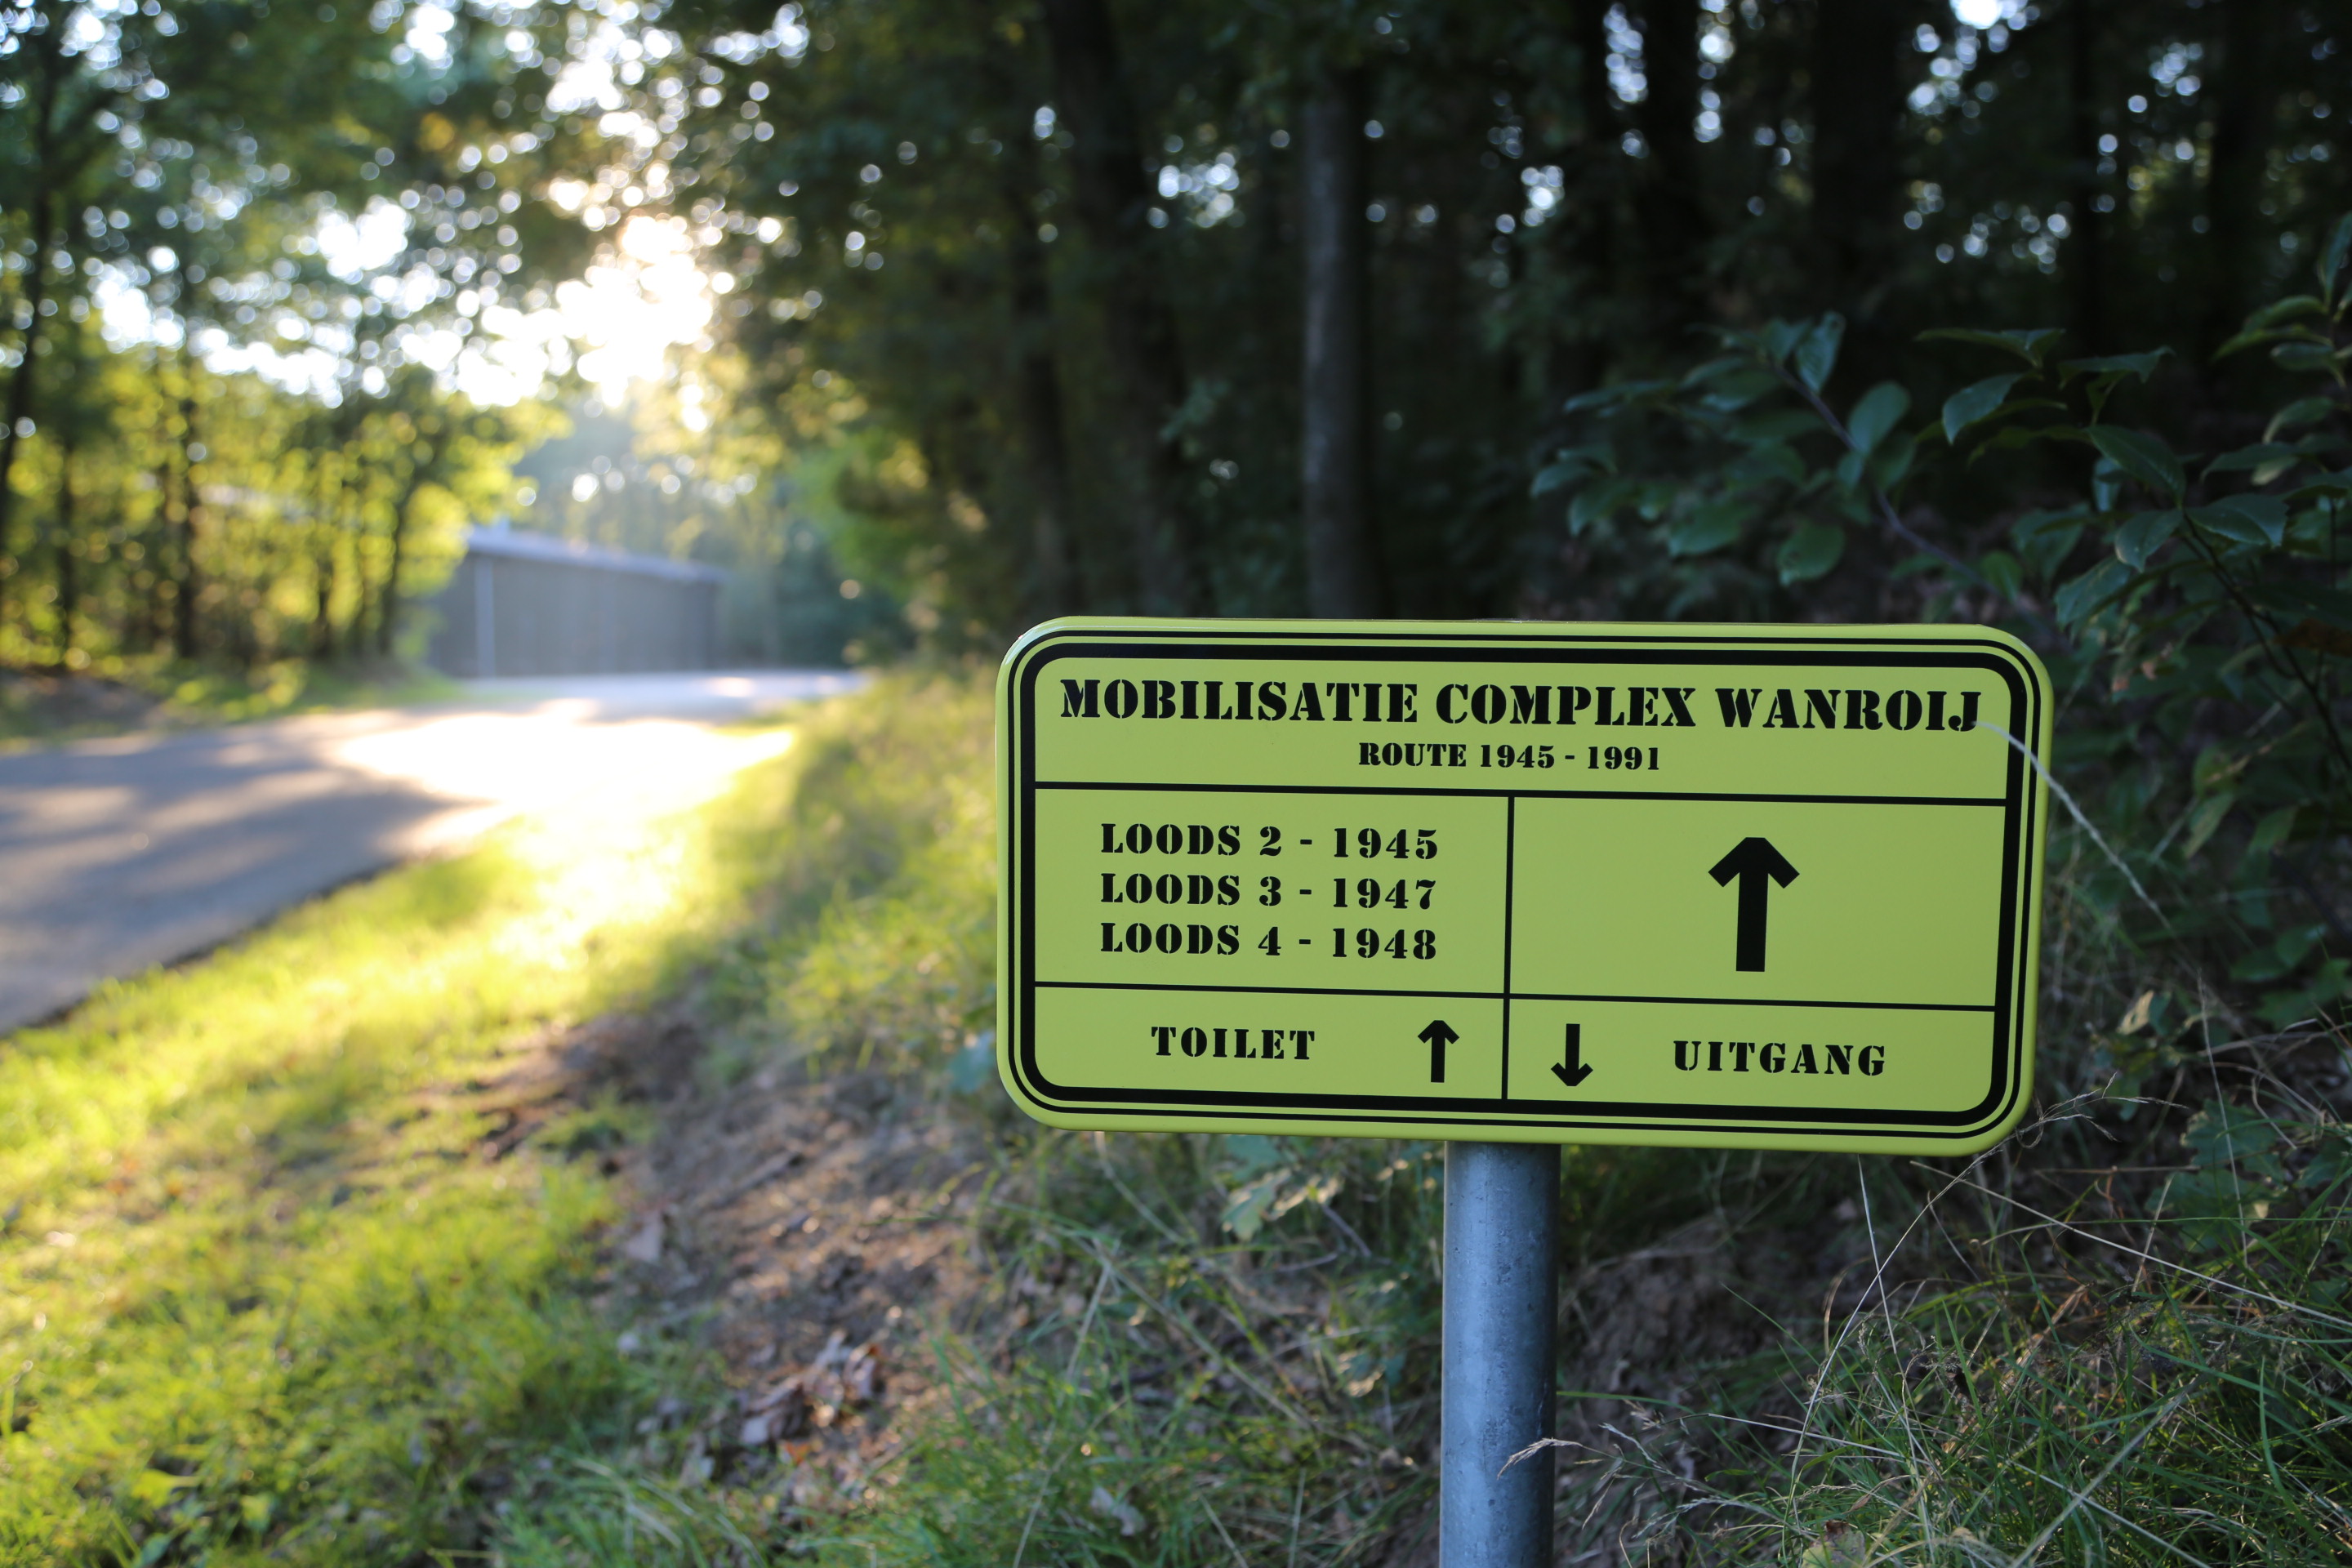 MOBILISATIE COMPLEX WANROIJ
ROUTE 1945 - 1991
LOODS 2 - 1945
LOODS 3 - 1947
LOODS 4 - 1948
↑
TOILET ↑
↓ UITGANG